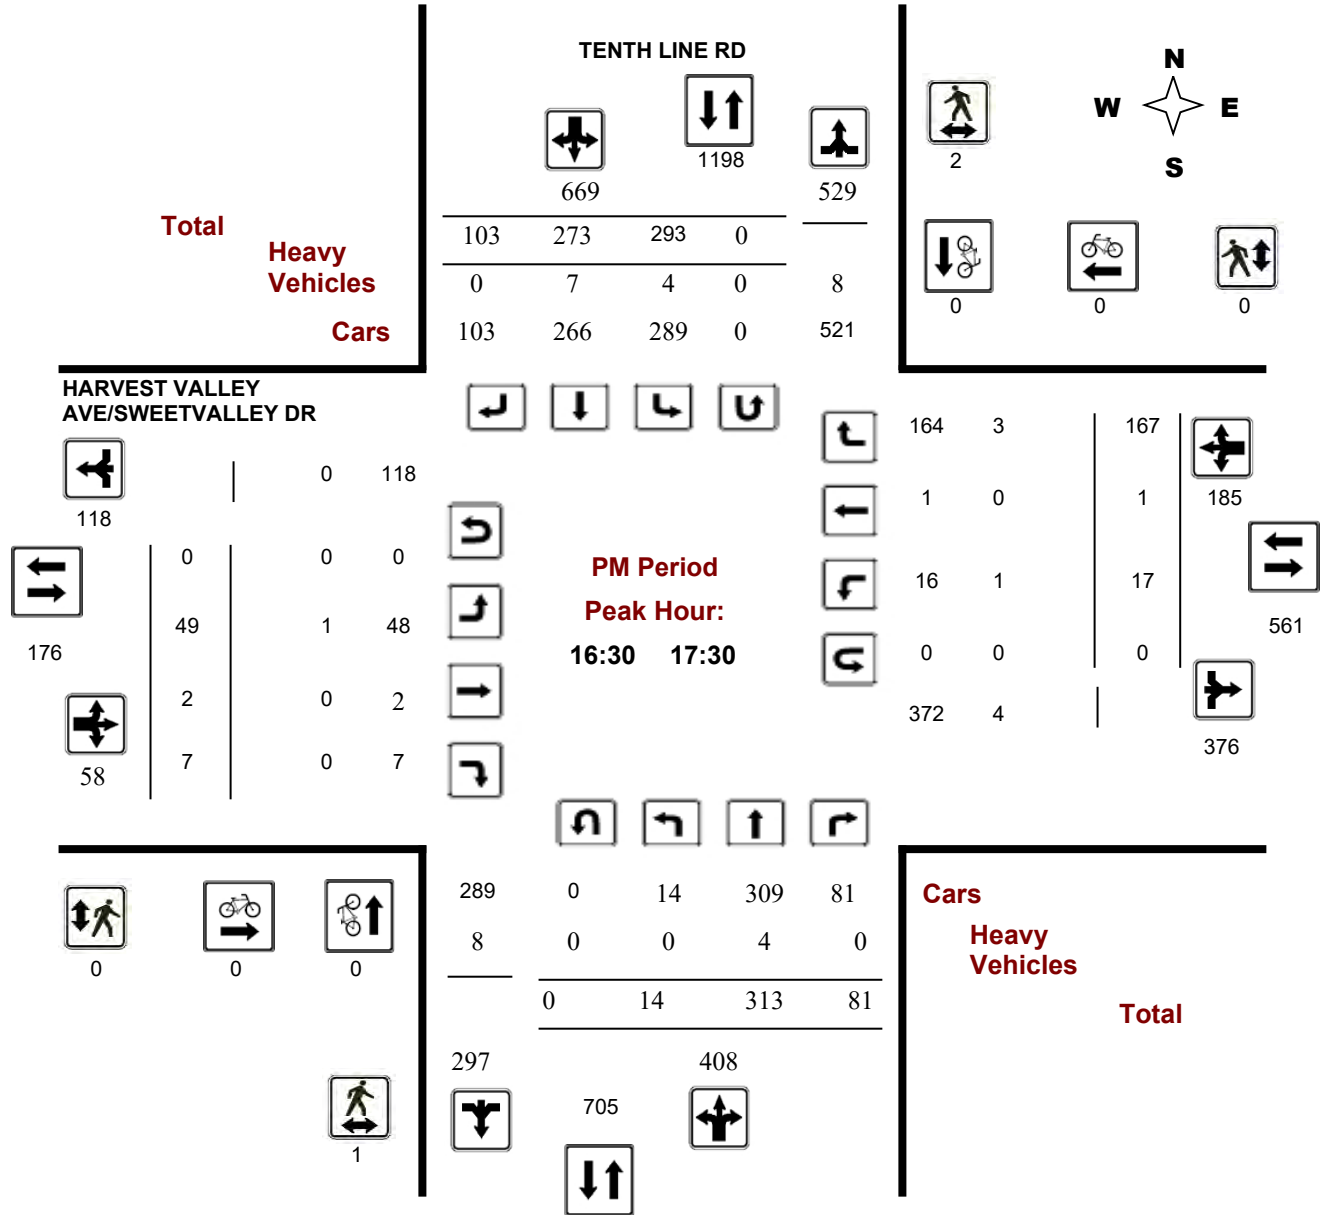 TENTH LINE RD
N
W E
S
1198
2
669 529
Total
103 273 293 0
Heavy
Vehicles
0 7 4 0 8
0 0 0
Cars
103 266 289 0 521
HARVEST VALLEY
AVE/SWEETVALLEY DR
164 3 167
0 118
118
1 0 1 185
0 0 0
PM Period
16 1 17
Peak Hour:
49 1 48
561
176
16:30 17:30
0 0 0
2 0 2
372 4
376
7 0 7
58
289 0 14 309 81
Cars
8 0 0 4 0
Heavy
Vehicles
0 0 0
0 14 313 81
Total
297 408
705
1